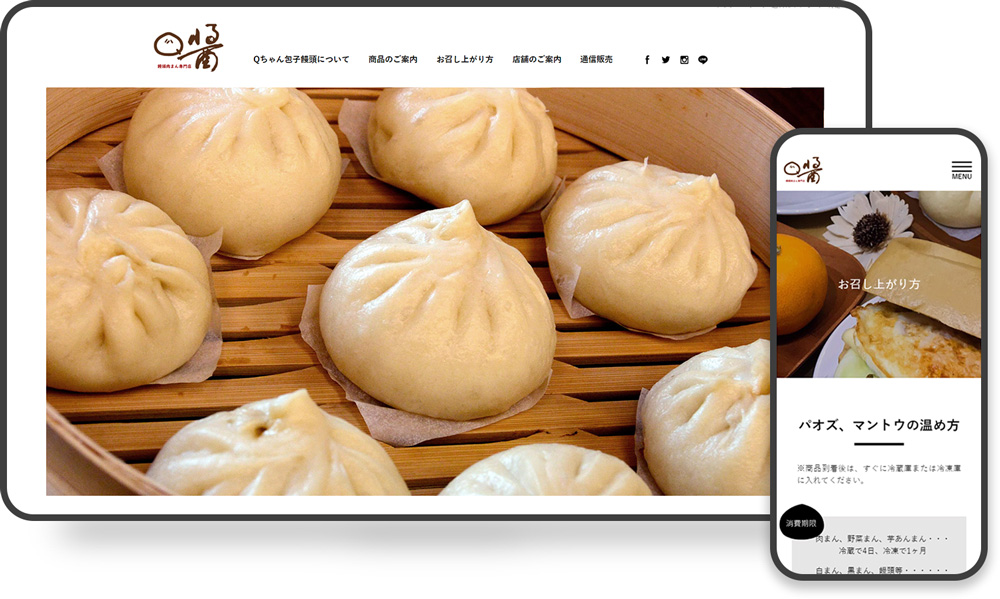 Qちゃん包子饅頭について　商品のご案内　お召し上がり方　店舗のご案内　通信販売
MENU
お召し上がり方
パオズ、マントウの温め方
※商品到着後は、すぐに冷蔵庫または冷凍庫
に入れてください。
消費期限
肉まん、野菜まん、芋あんまん・・・
冷蔵で4日、冷凍で1ヶ月
白まん、黒まん、饅頭等・・・・・・